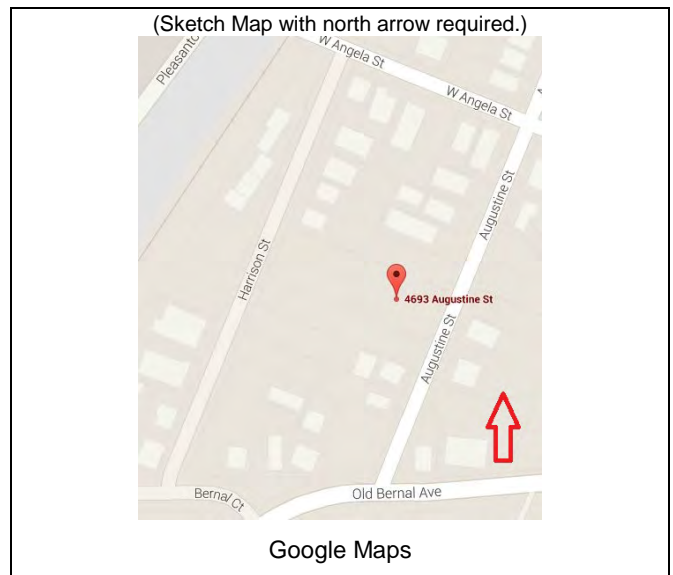 (Sketch Map with north arrow required.)
W Angela St
W Angela St
Augustine St
Harrison St
4693 Augustine St
Augustine St
Bernal Ct
Old Bernal Ave
Google Maps